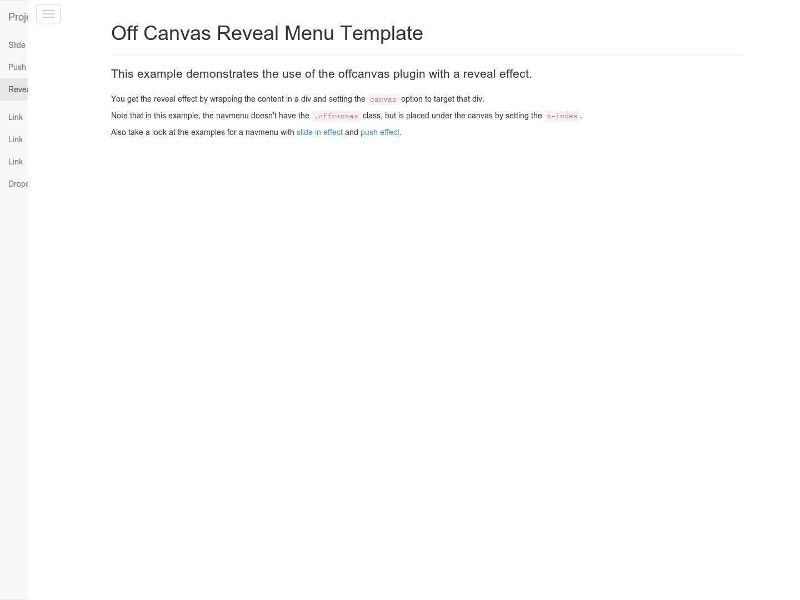 Slide
Push
Link
Link
Link
Off Canvas Reveal Menu Template
This example demonstrates the use of the offcanvas plugin with a reveal effect.
You get the reveal effect by wrapping the content in a div and setting the canvas option to target that div.
Note that in this example, the navmenu doesn't have the .offcanvas class, but is placed under the canvas by setting the z-index.
Also take a look at the examples for a navmenu with slide in effect and push effect.